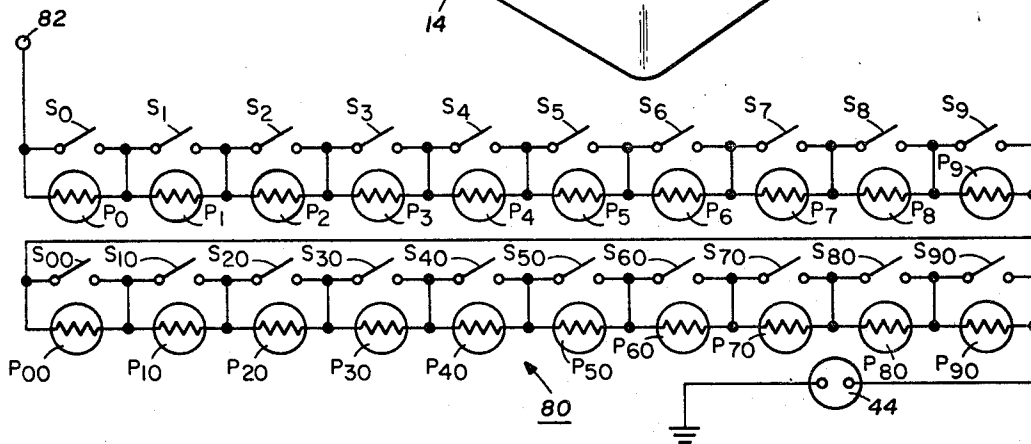 82
14
S0 S1 S2 S3 S4 S5 S6 S7 S8 S9
P0 P1 P2 P3 P4 P5 P6 P7 P8 P9
S00 S10 S20 S30 S40 S50 S60 S70 S80 S90
P00 P10 P20 P30 P40 P50 P60 P70 P80 P90
80
44